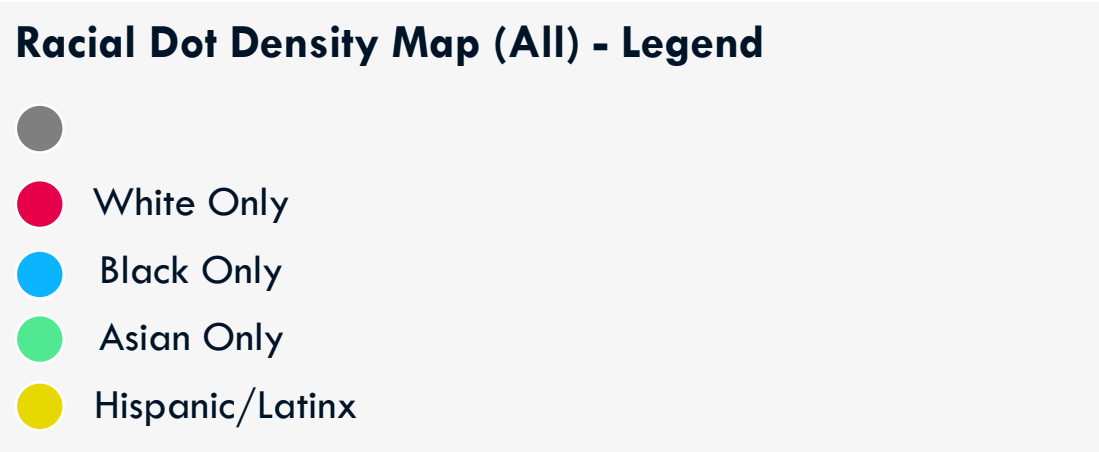 Racial Dot Density Map (All) - Legend
White Only
Black Only
Asian Only
Hispanic/Latinx